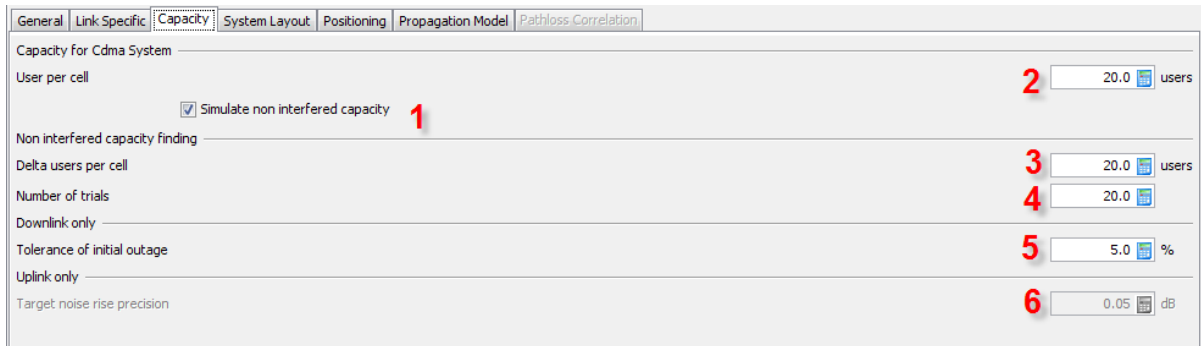 General Link Specific Capacity System Layout Positioning Propagation Model Pathloss Correlation
Capacity for Cdma System
User per cell 2 20.0 users
Simulate non interfered capacity 1
Non interfered capacity finding
Delta users per cell 3 20.0 users
Number of trials 4 20.0
Downlink only
Tolerance of initial outage 5 5.0 %
Uplink only
Target noise rise precision 6 0.05 dB